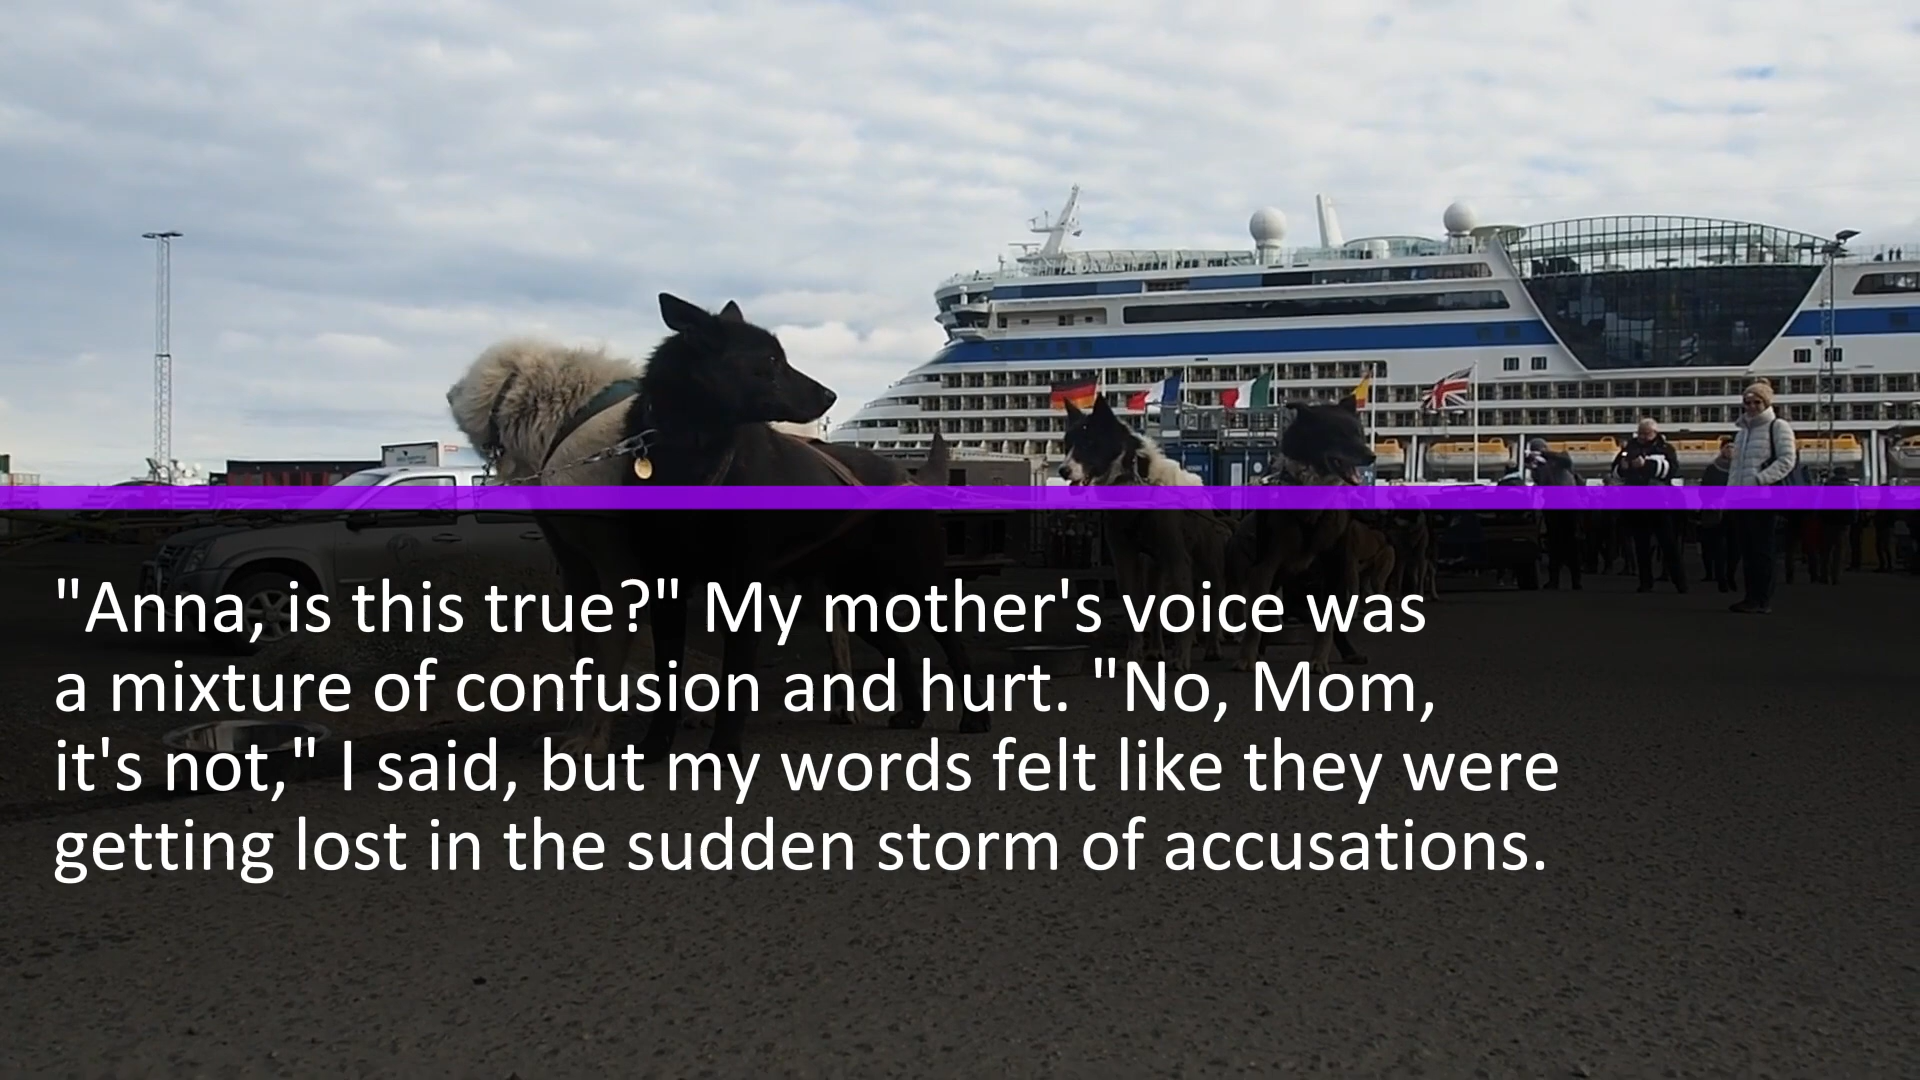 "Anna, is this true?" My mother's voice was
a mixture of confusion and hurt. "No, Mom,
it's not," I said, but my words felt like they were
getting lost in the sudden storm of accusations.